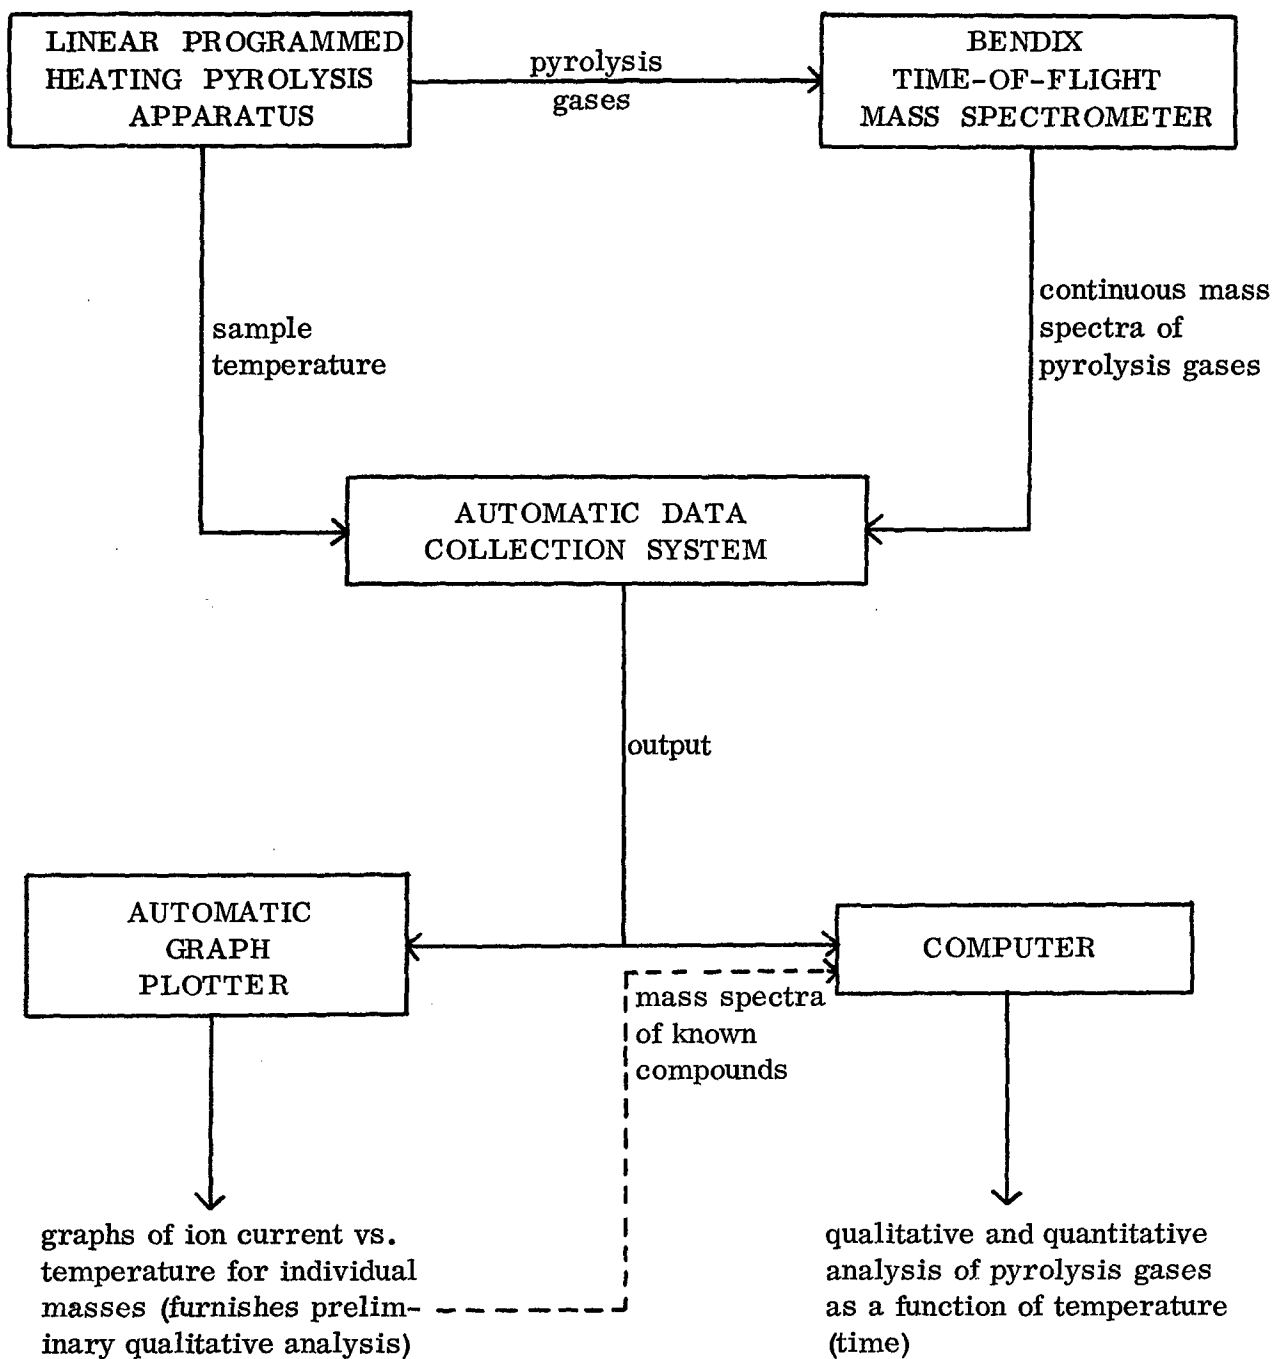 LINEAR PROGRAMMED
HEATING PYROLYSIS
APPARATUS
pyrolysis
gases
BENDIX
TIME-OF-FLIGHT
MASS SPECTROMETER
sample
temperature
continuous mass
spectra of
pyrolysis gases
AUTOMATIC DATA
COLLECTION SYSTEM
output
AUTOMATIC
GRAPH
PLOTTER
COMPUTER
mass spectra
of known
compounds
graphs of ion current vs.
temperature for individual
masses (furnishes prelim-
inary qualitative analysis)
qualitative and quantitative
analysis of pyrolysis gases
as a function of temperature
(time)